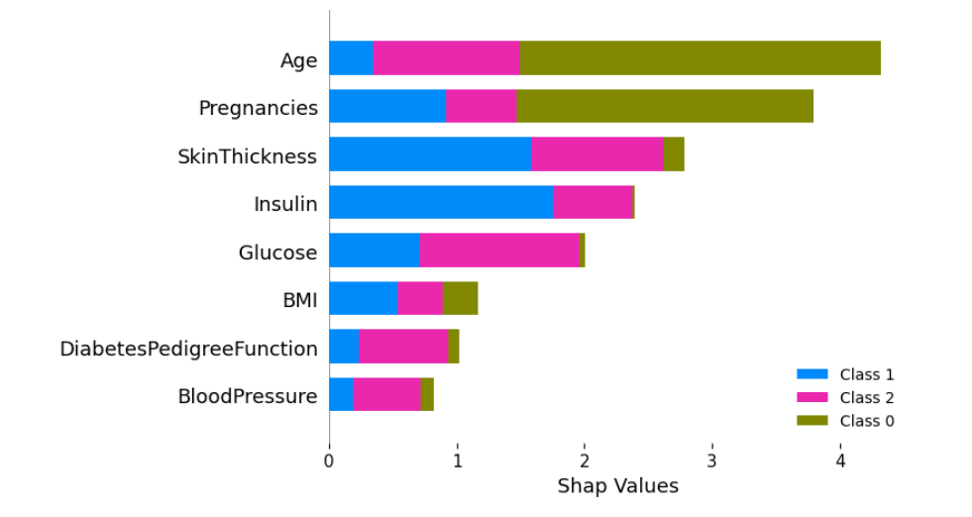 Age
Pregnancies
SkinThickness
Insulin
Glucose
BMI
DiabetesPedigreeFunction
BloodPressure
Class 1
Class 2
Class 0
0 1 2 3 4
Shap Values